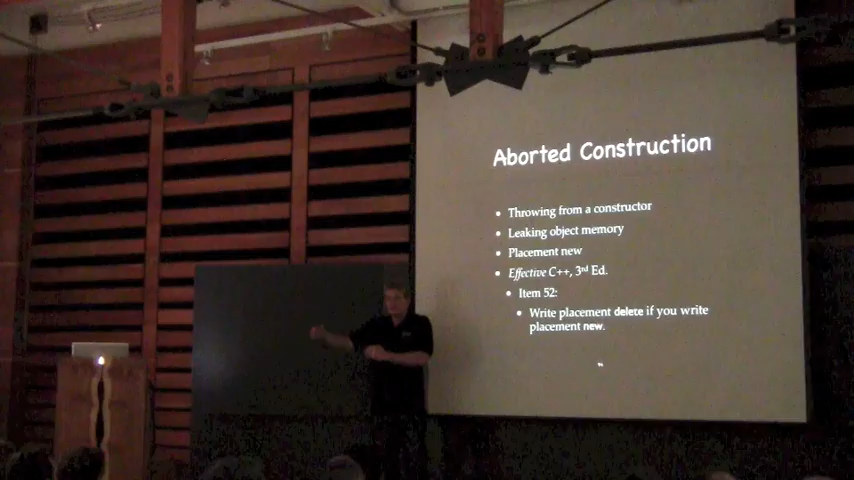 Aborted Construction
• Throwing from a constructor
• Leaking object memory
• Placement new
• Effective C++, 3rd Ed.
• Item 52:
• Write placement delete if you write
placement new.